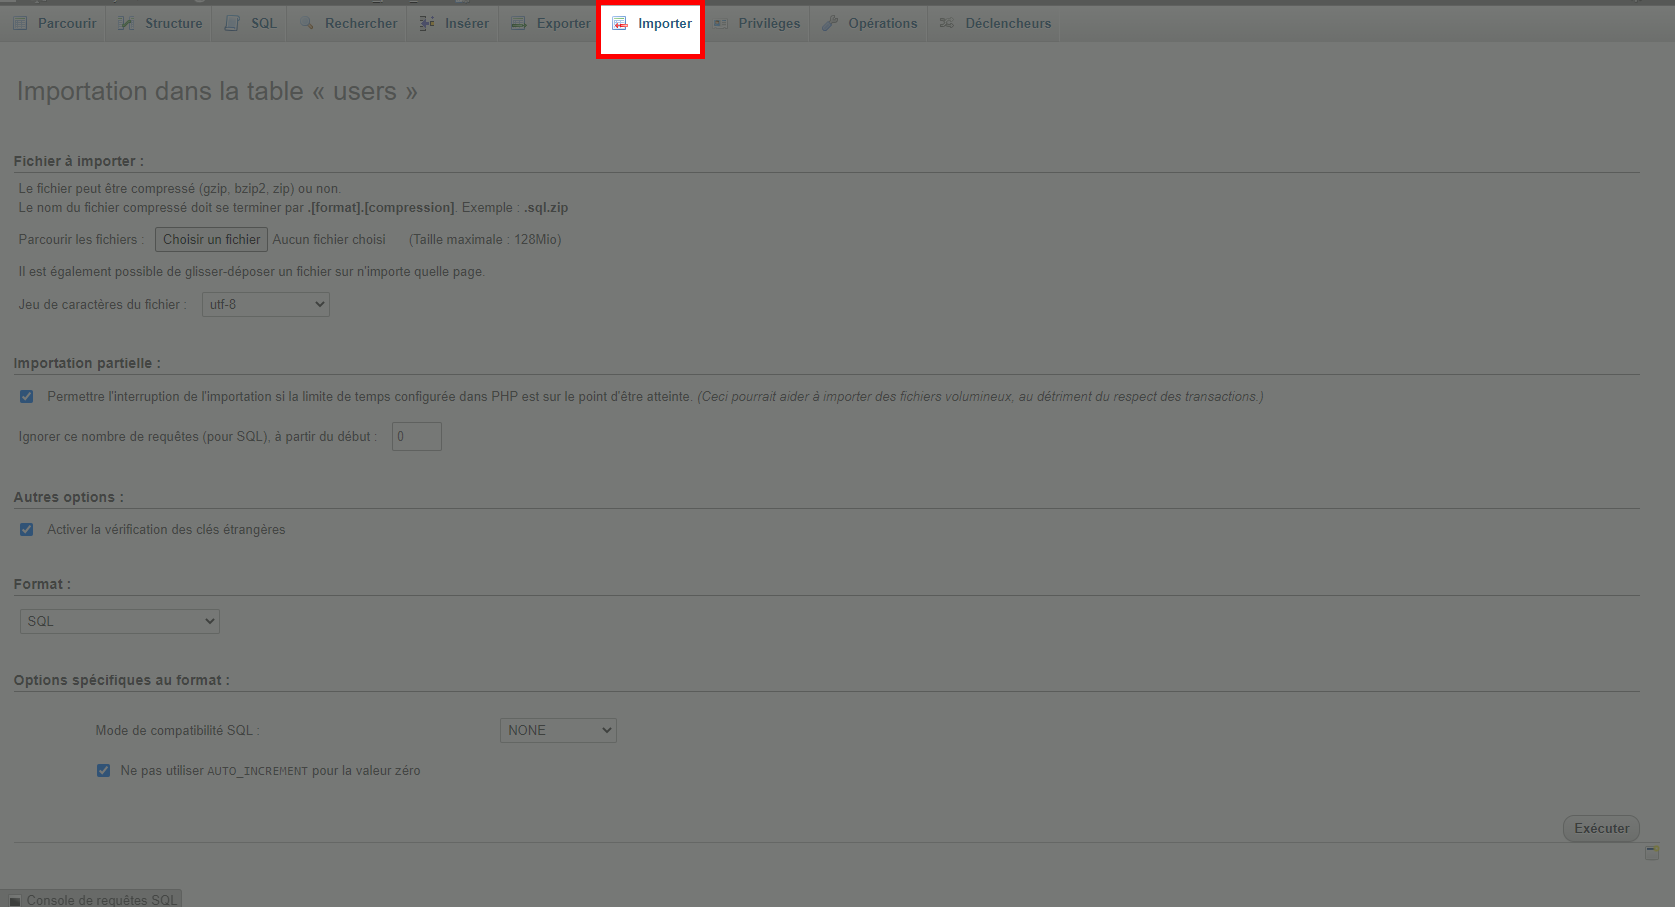 Parcourir Structure SQL Rechercher Insérer Exporter Importer Privilèges Opérations Déclencheurs
Importation dans la table « users »
Fichier à importer :
Le fichier peut être compressé (gzip, bzip2, zip) ou non.
Le nom du fichier compressé doit se terminer par .[format].[compression]. Exemple : .sql.zip
Parcourir les fichiers : Choisir un fichier Aucun fichier choisi (Taille maximale : 128Mio)
Il est également possible de glisser-déposer un fichier sur n'importe quelle page.
Jeu de caractères du fichier : utf-8
Importation partielle :
Permettre l'interruption de l'importation si la limite de temps configurée dans PHP est sur le point d'être atteinte. (Ceci pourrait aider à importer des fichiers volumineux, au détriment du respect des transactions.)
Ignorer ce nombre de requêtes (pour SQL), à partir du début : 0
Autres options :
Activer la vérification des clés étrangères
Format :
SQL
Options spécifiques au format :
Mode de compatibilité SQL : NONE
Ne pas utiliser AUTO_INCREMENT pour la valeur zéro
Exécuter
Console de requêtes SQL